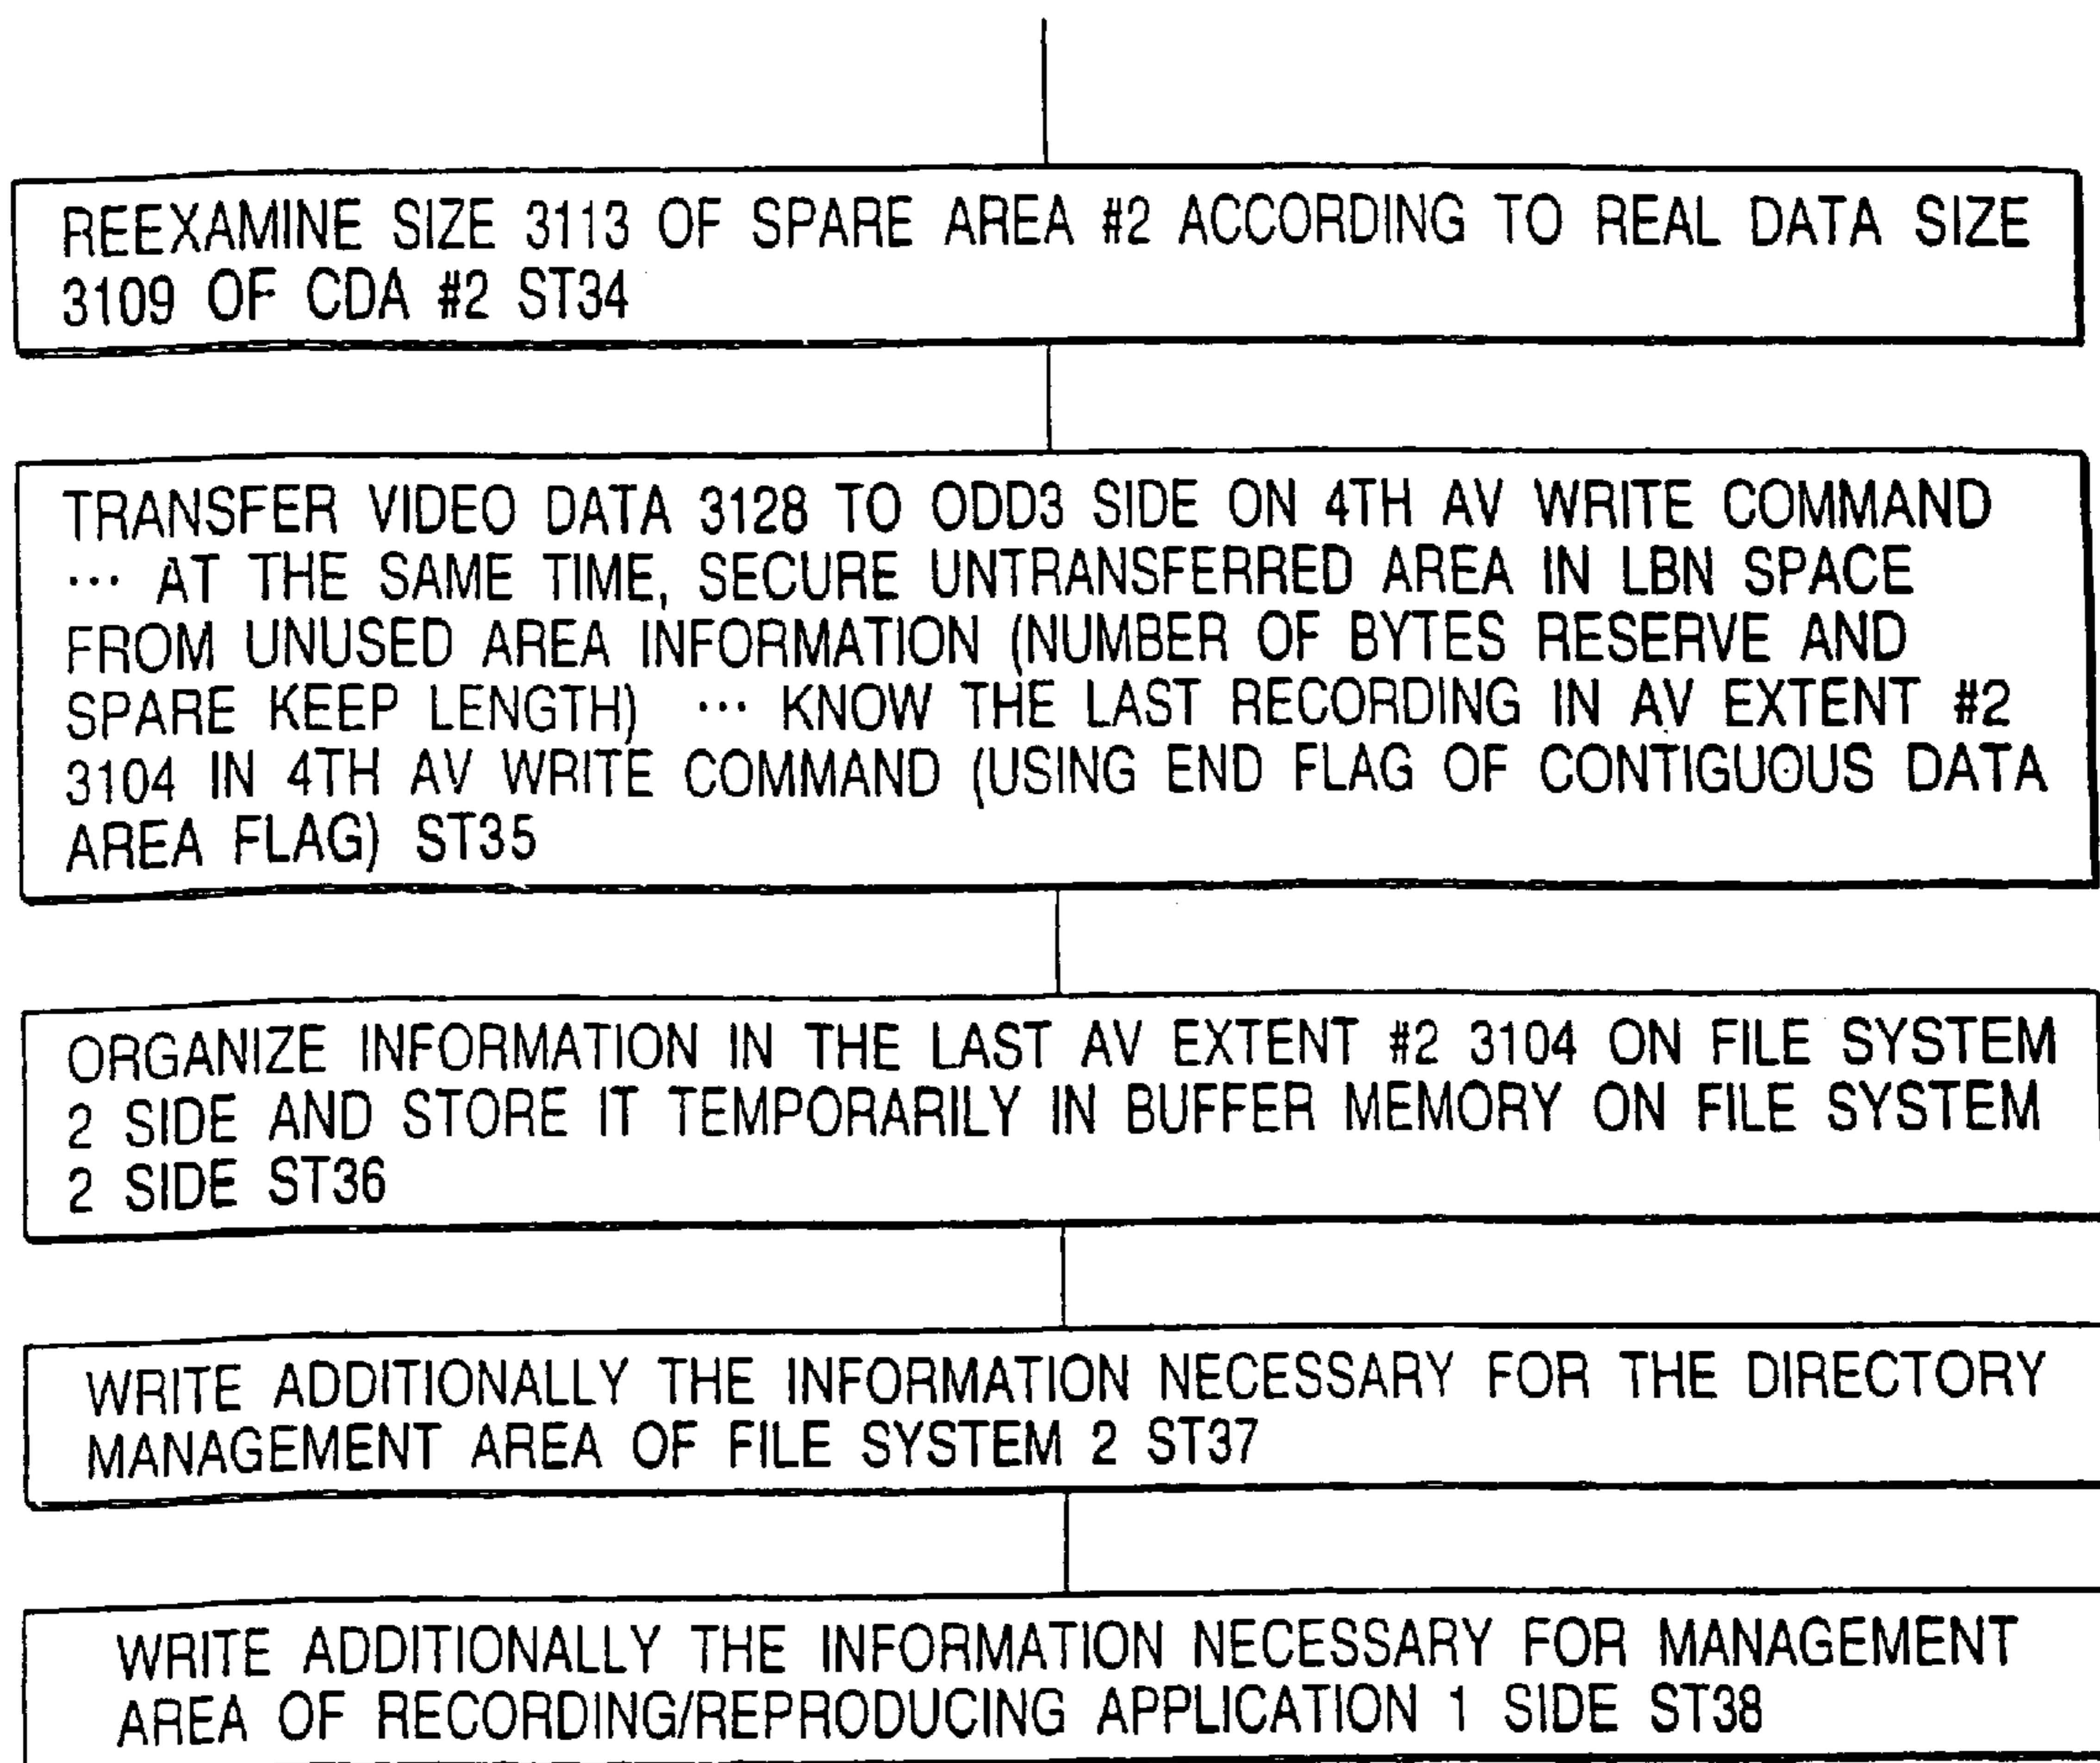 REEXAMINE SIZE 3113 OF SPARE AREA #2 ACCORDING TO REAL DATA SIZE
3109 OF CDA #2 ST34
TRANSFER VIDEO DATA 3128 TO ODD3 SIDE ON 4TH AV WRITE COMMAND
··· AT THE SAME TIME, SECURE UNTRANSFERRED AREA IN LBN SPACE
FROM UNUSED AREA INFORMATION (NUMBER OF BYTES RESERVE AND
SPARE KEEP LENGTH) ··· KNOW THE LAST RECORDING IN AV EXTENT #2
3104 IN 4TH AV WRITE COMMAND (USING END FLAG OF CONTIGUOUS DATA
AREA FLAG) ST35
ORGANIZE INFORMATION IN THE LAST AV EXTENT #2 3104 ON FILE SYSTEM
2 SIDE AND STORE IT TEMPORARILY IN BUFFER MEMORY ON FILE SYSTEM
2 SIDE ST36
WRITE ADDITIONALLY THE INFORMATION NECESSARY FOR THE DIRECTORY
MANAGEMENT AREA OF FILE SYSTEM 2 ST37
WRITE ADDITIONALLY THE INFORMATION NECESSARY FOR MANAGEMENT
AREA OF RECORDING/REPRODUCING APPLICATION 1 SIDE ST38